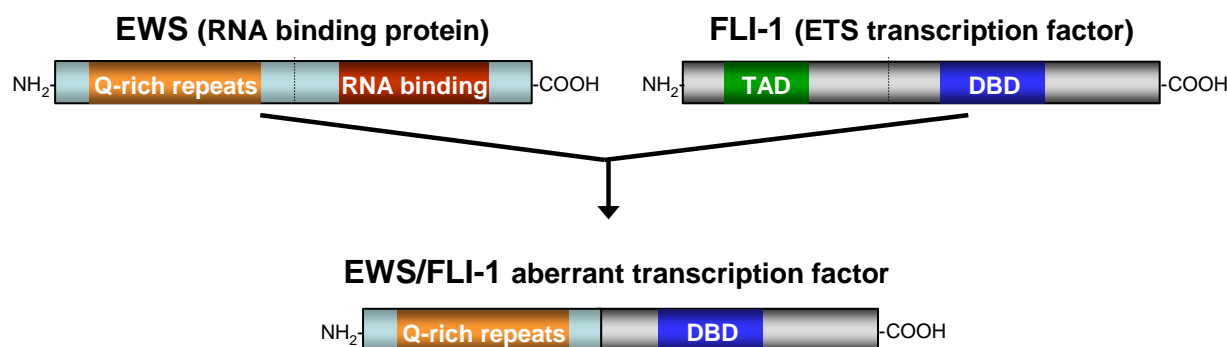 EWS (RNA binding protein)
FLI-1 (ETS transcription factor)
NH2- Q-rich repeats RNA binding -COOH
NH2- TAD DBD -COOH
EWS/FLI-1 aberrant transcription factor
NH2- Q-rich repeats DBD -COOH